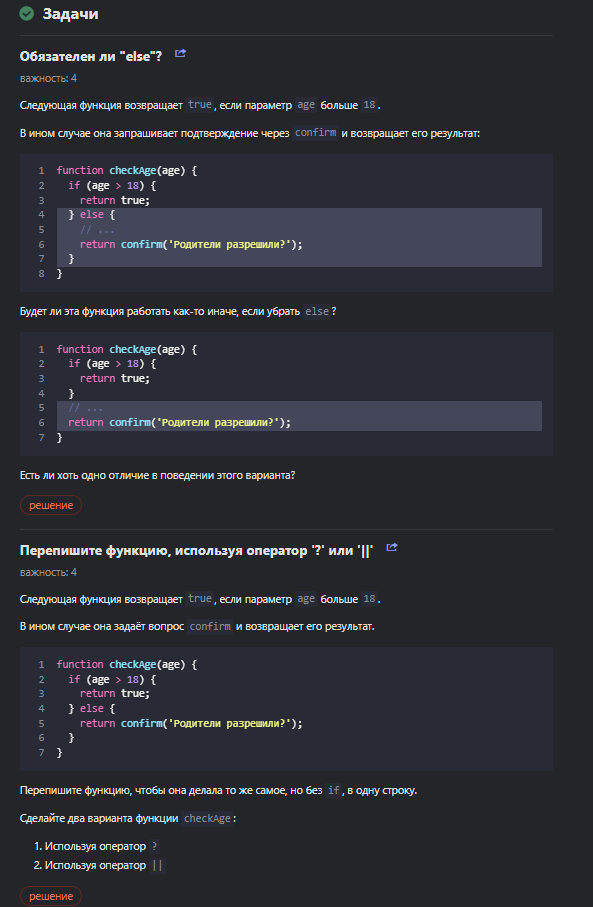 Задачи
Обязателен ли "else"?
важность: 4
Следующая функция возвращает true, если параметр age больше 18.
В ином случае она запрашивает подтверждение через confirm и возвращает его результат:
1 function checkAge(age) {
2 if (age > 18) {
3 return true;
4 } else {
5 // ...
6 return confirm('Родители разрешили?');
7 }
8 }
Будет ли эта функция работать как-то иначе, если убрать else?
1 function checkAge(age) {
2 if (age > 18) {
3 return true;
4 }
5 // ...
6 return confirm('Родители разрешили?');
7 }
Есть ли хоть одно отличие в поведении этого варианта?
решение
Перепишите функцию, используя оператор '?' или '||'
важность: 4
Следующая функция возвращает true, если параметр age больше 18.
В ином случае она задаёт вопрос confirm и возвращает его результат.
1 function checkAge(age) {
2 if (age > 18) {
3 return true;
4 } else {
5 return confirm('Родители разрешили?');
6 }
7 }
Перепишите функцию, чтобы она делала то же самое, но без if, в одну строку.
Сделайте два варианта функции checkAge:
1. Используя оператор ?
2. Используя оператор ||
решение